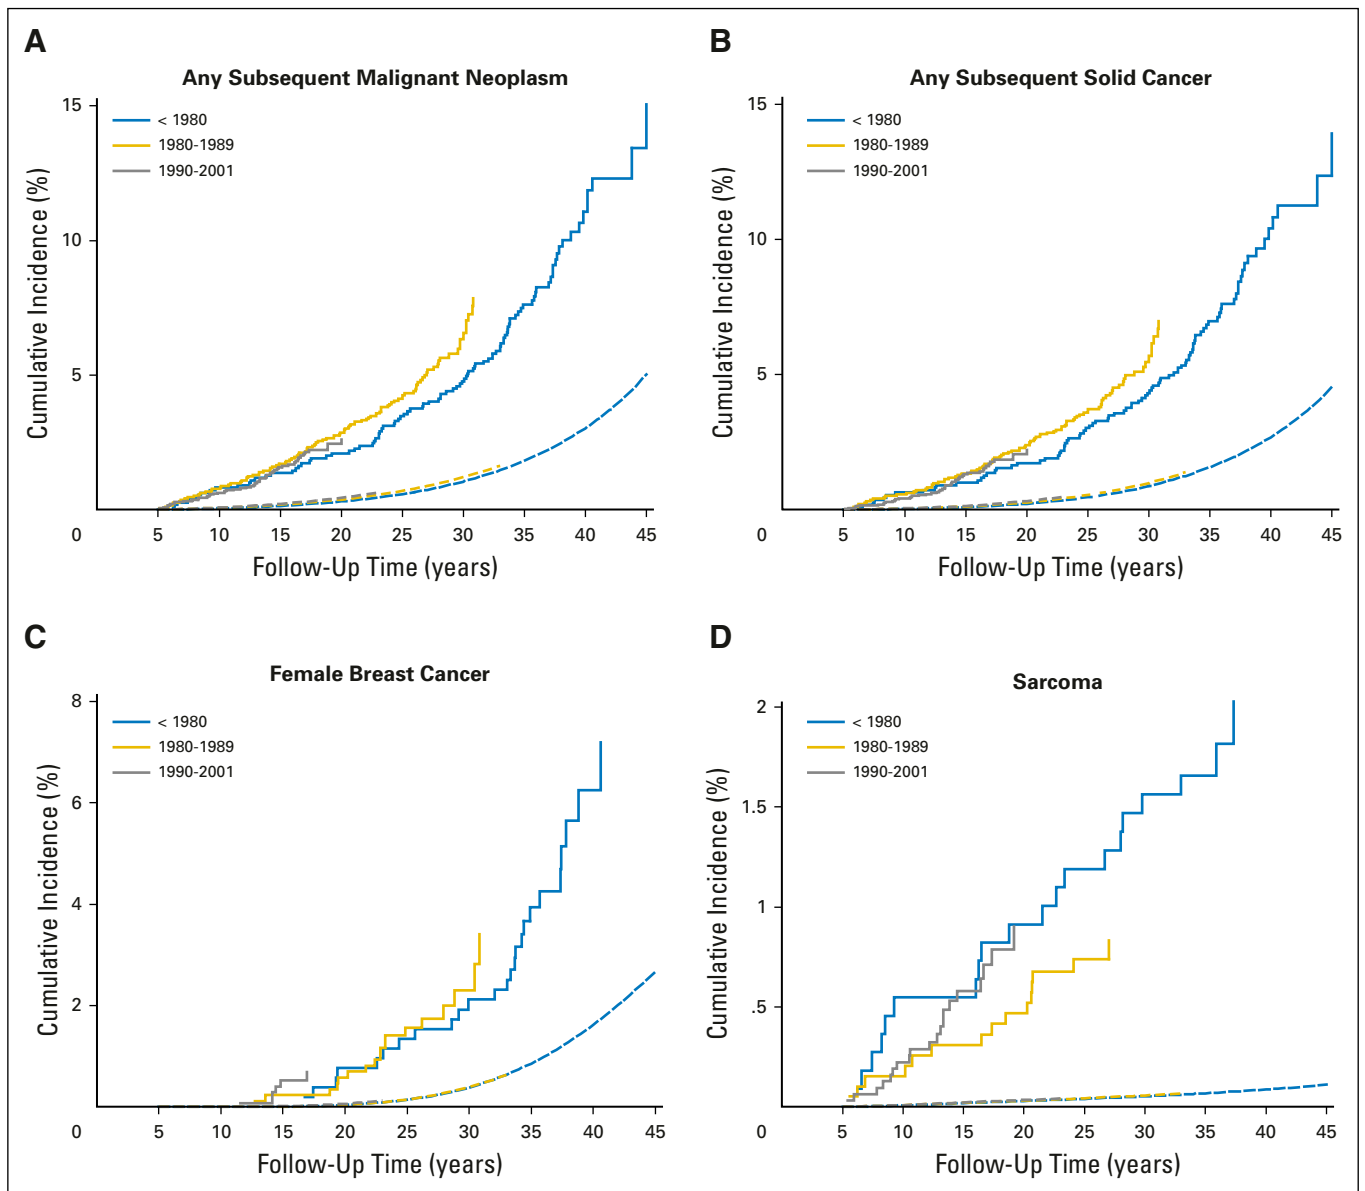 A
Any Subsequent Malignant Neoplasm
Cumulative Incidence (%)
15
10
5
< 1980
1980-1989
1990-2001
0 5 10 15 20 25 30 35 40 45
Follow-Up Time (years)
B
Any Subsequent Solid Cancer
Cumulative Incidence (%)
15
10
5
< 1980
1980-1989
1990-2001
0 5 10 15 20 25 30 35 40 45
Follow-Up Time (years)
C
Female Breast Cancer
Cumulative Incidence (%)
8
6
4
2
< 1980
1980-1989
1990-2001
0 5 10 15 20 25 30 35 40 45
Follow-Up Time (years)
D
Sarcoma
Cumulative Incidence (%)
2
1.5
1
.5
< 1980
1980-1989
1990-2001
0 5 10 15 20 25 30 35 40 45
Follow-Up Time (years)